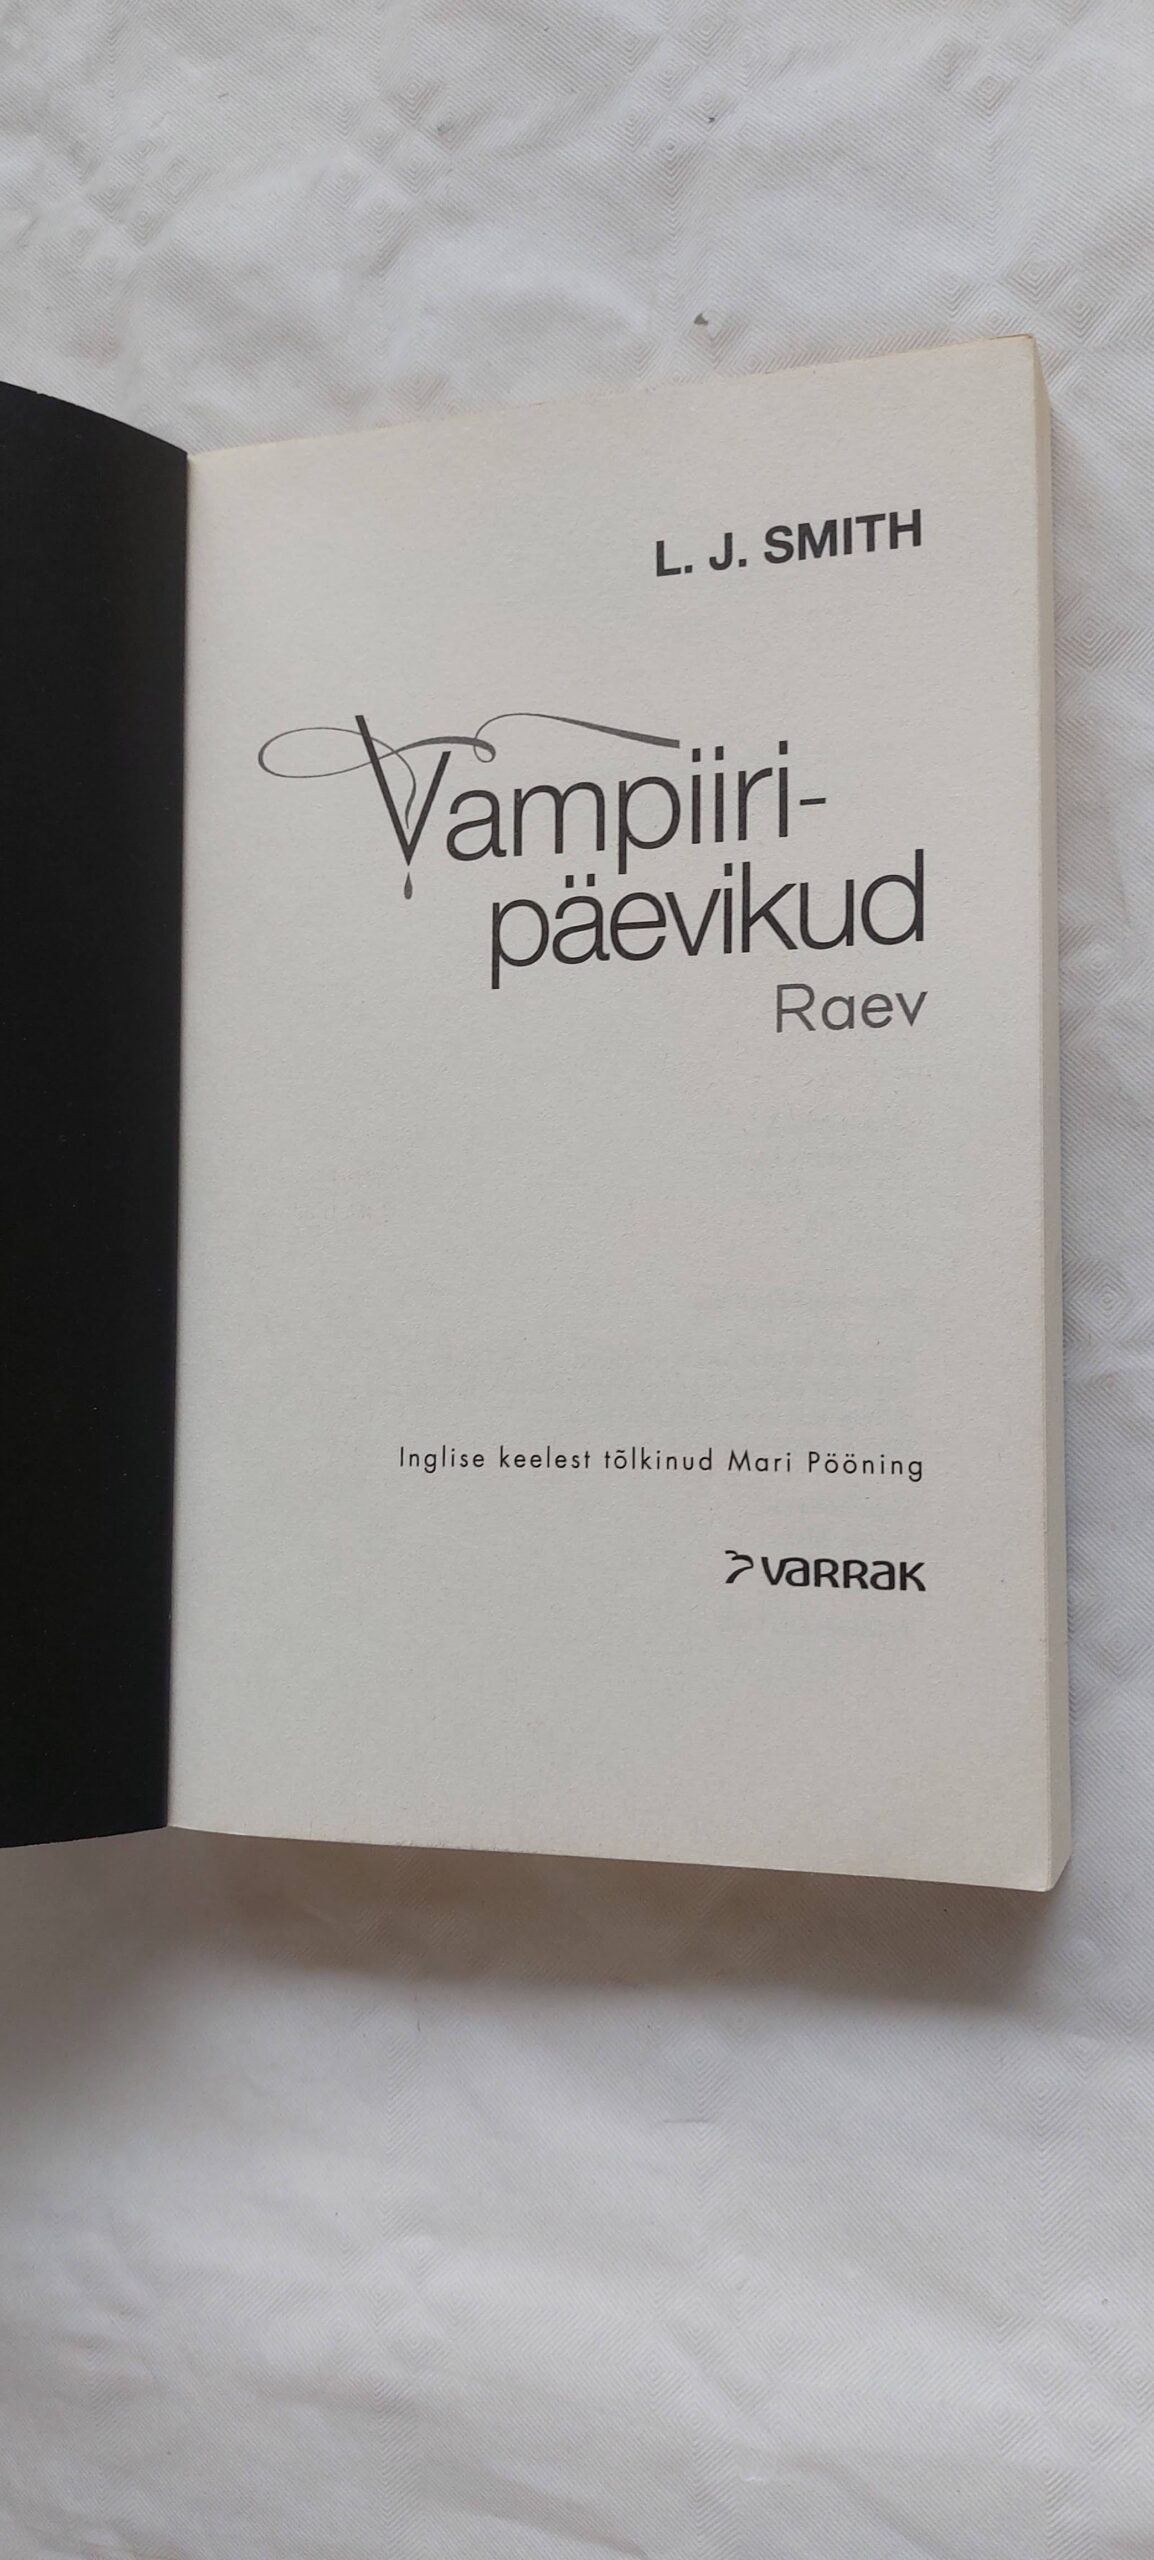 L. J. SMITH
Vampiiri-
päevikud
Raev
Inglise keelest tõlkinud Mari Pööning
VARRAK